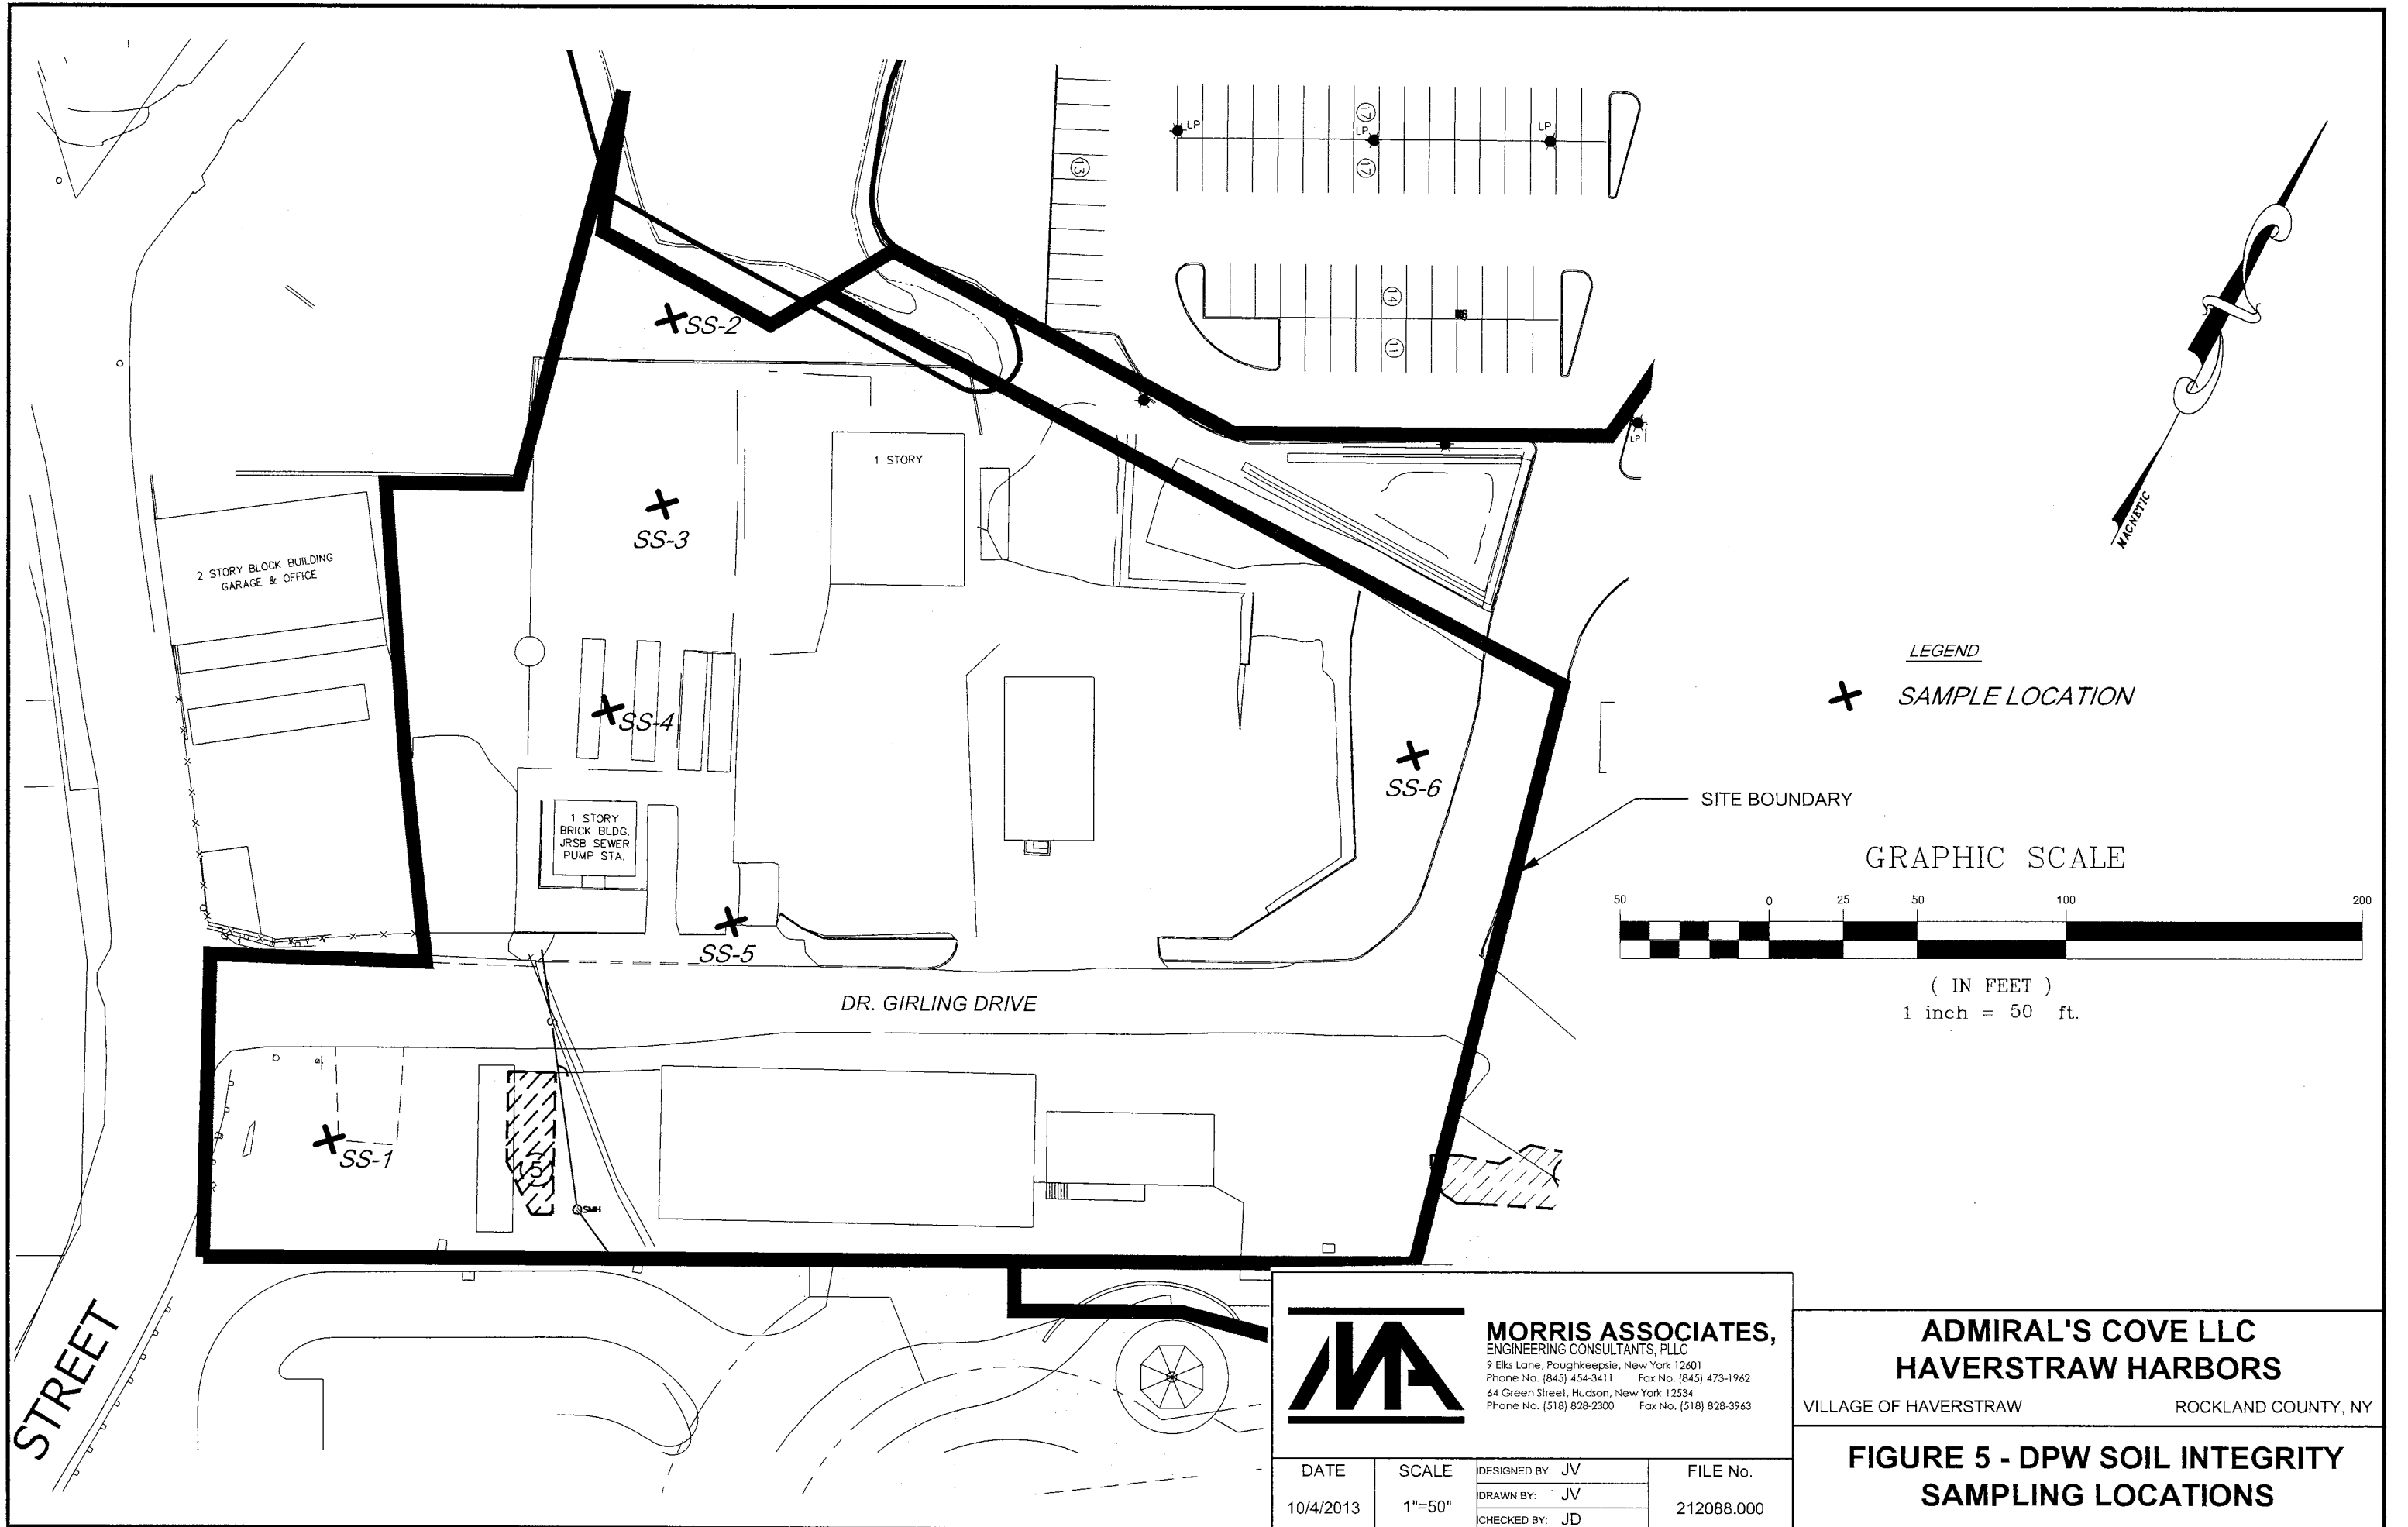 LP
LP
LP
17
17
13
14
11
LP
SS-2
1 STORY
SS-3
2 STORY BLOCK BUILDING
GARAGE & OFFICE
MAGNETIC
LEGEND
SAMPLE LOCATION
SS-4
SS-6
SITE BOUNDARY
1 STORY
BRICK BLDG.
JRSB SEWER
PUMP STA.
GRAPHIC SCALE
50 0 25 50 100 200
( IN FEET )
1 inch = 50 ft.
SS-5
DR. GIRLING DRIVE
S
SS-1
5
SMH
STREET
MA
MORRIS ASSOCIATES,
ENGINEERING CONSULTANTS, PLLC
9 Elks Lane, Poughkeepsie, New York 12601
Phone No. (845) 454-3411 Fax No. (845) 473-1962
64 Green Street, Hudson, New York 12534
Phone No. (518) 828-2300 Fax No. (518) 828-3963
DATE
10/4/2013
SCALE
1"=50"
DESIGNED BY: JV
DRAWN BY: JV
CHECKED BY: JD
FILE No.
212088.000
ADMIRAL'S COVE LLC
HAVERSTRAW HARBORS
VILLAGE OF HAVERSTRAW ROCKLAND COUNTY, NY
FIGURE 5 - DPW SOIL INTEGRITY
SAMPLING LOCATIONS